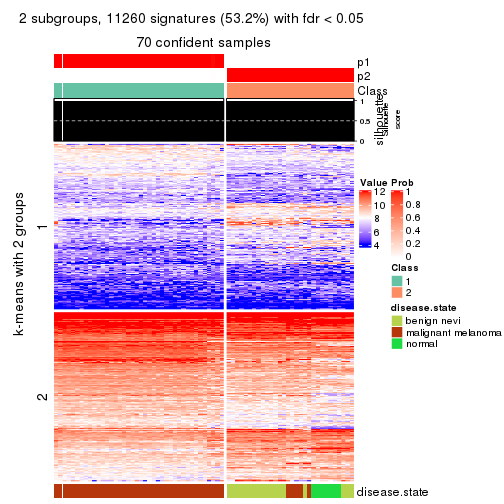 2 subgroups, 11260 signatures (53.2%) with fdr < 0.05
70 confident samples
p1
p2
Class
1
0.5
0
silhouette
Silhouette
score
k-means with 2 groups
1
2
Value
12
10
8
6
4
Prob
1
0.8
0.6
0.4
0.2
0
Class
1
2
disease.state
benign nevi
malignant melanoma
normal
disease.state